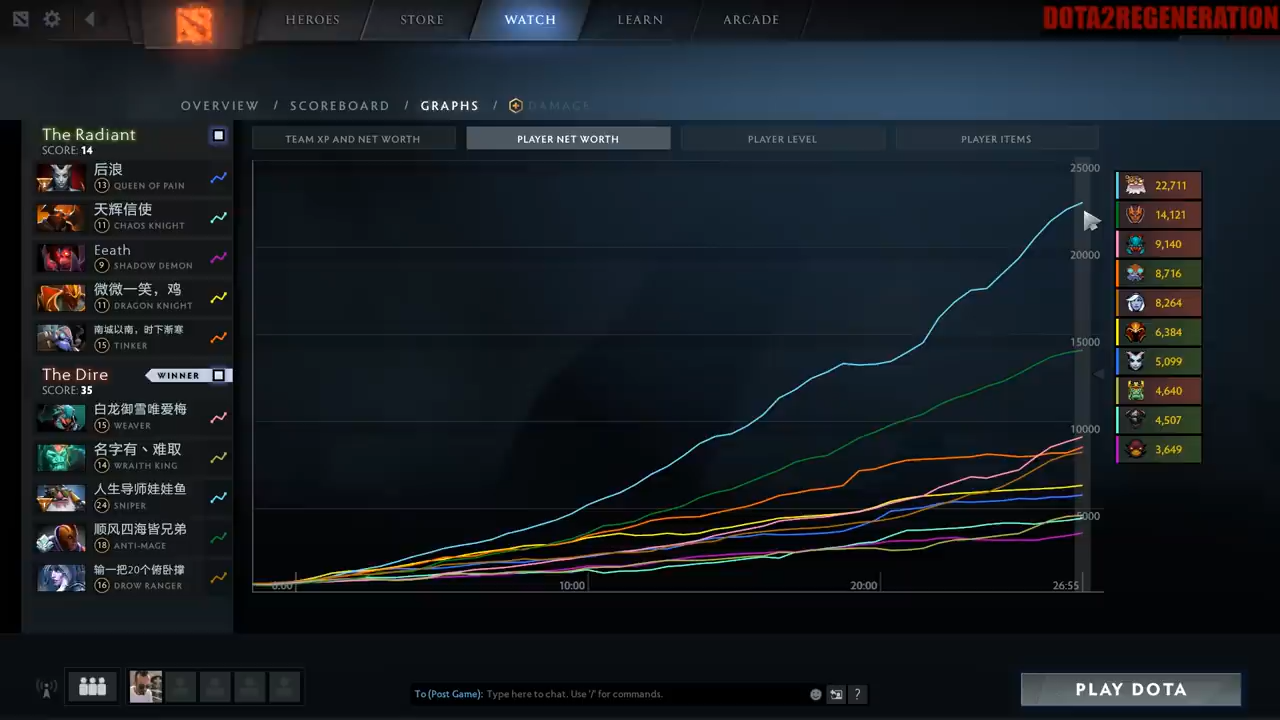 HEROES STORE WATCH LEARN ARCADE DOTA2REGENERATION
OVERVIEW / SCOREBOARD / GRAPHS / DAMAGE
The Radiant
SCORE: 14
TEAM XP AND NET WORTH PLAYER NET WORTH PLAYER LEVEL PLAYER ITEMS
后浪
13 QUEEN OF PAIN
天辉信使
11 CHAOS KNIGHT
Eeath
9 SHADOW DEMON
微微一笑，鸡
11 DRAGON KNIGHT
南城以南，时下渐寒
15 TINKER
The Dire WINNER
SCORE: 35
白龙御雪唯爱梅
15 WEAVER
名字有、难取
14 WRAITH KING
人生导师娃娃鱼
24 SNIPER
顺风四海皆兄弟
18 ANTI-MAGE
输一把20个俯卧撑
16 DROW RANGER
25000
20000
15000
10000
5000
0:00 10:00 20:00 26:55
22,711
14,121
9,140
8,716
8,264
6,384
5,099
4,640
4,507
3,649
To (Post Game): Type here to chat. Use '/' for commands. ?
PLAY DOTA